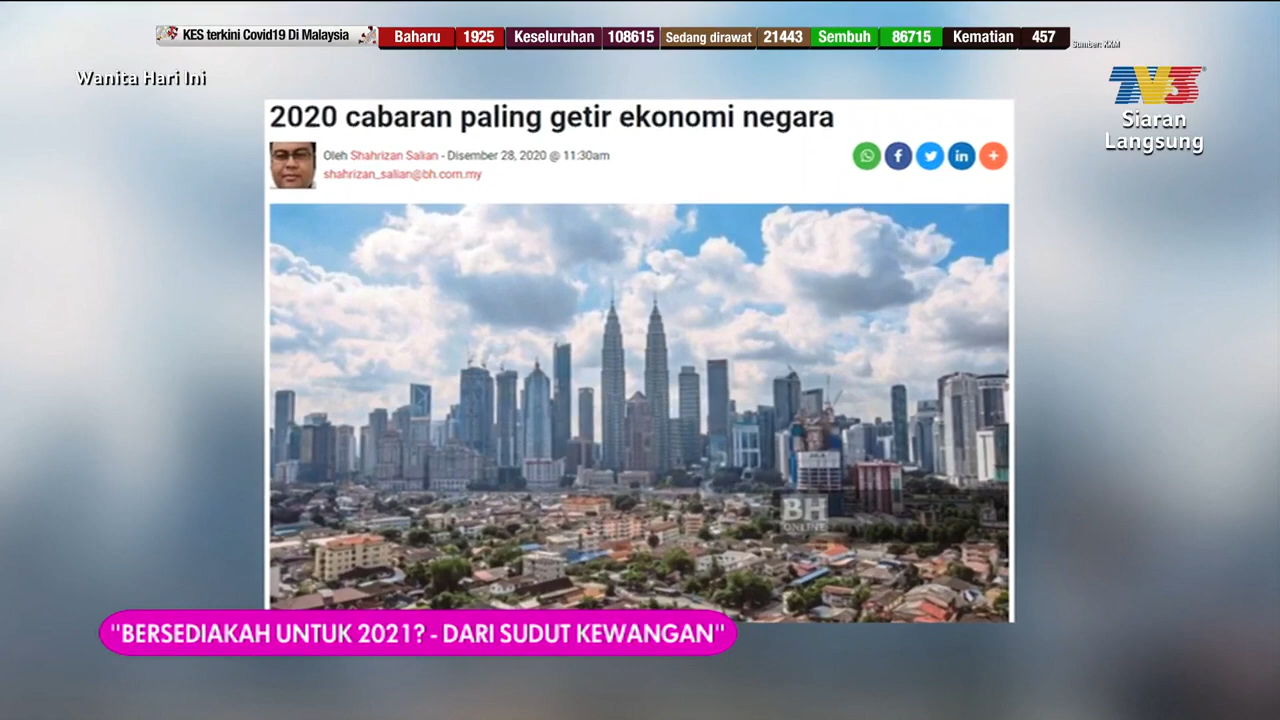 KES terkini Covid19 Di Malaysia Baharu 1925 Keseluruhan 108615 Sedang dirawat 21443 Sembuh 86715 Kematian 457
Sumber: KKM
Wanita Hari Ini
TV3
Siaran
Langsung
2020 cabaran paling getir ekonomi negara
Oleh Shahrizan Salian - Disember 28, 2020 @ 11:30am
shahrizan_salian@bh.com.my
BH
ONLINE
"BERSEDIAKAH UNTUK 2021? - DARI SUDUT KEWANGAN"